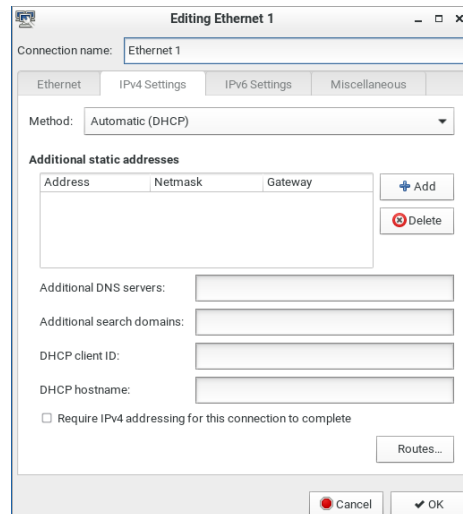 Editing Ethernet 1
Connection name: Ethernet 1
Ethernet IPv4 Settings IPv6 Settings Miscellaneous
Method: Automatic (DHCP)
Additional static addresses
Address Netmask Gateway
Add
Delete
Additional DNS servers:
Additional search domains:
DHCP client ID:
DHCP hostname:
Require IPv4 addressing for this connection to complete
Routes...
Cancel OK